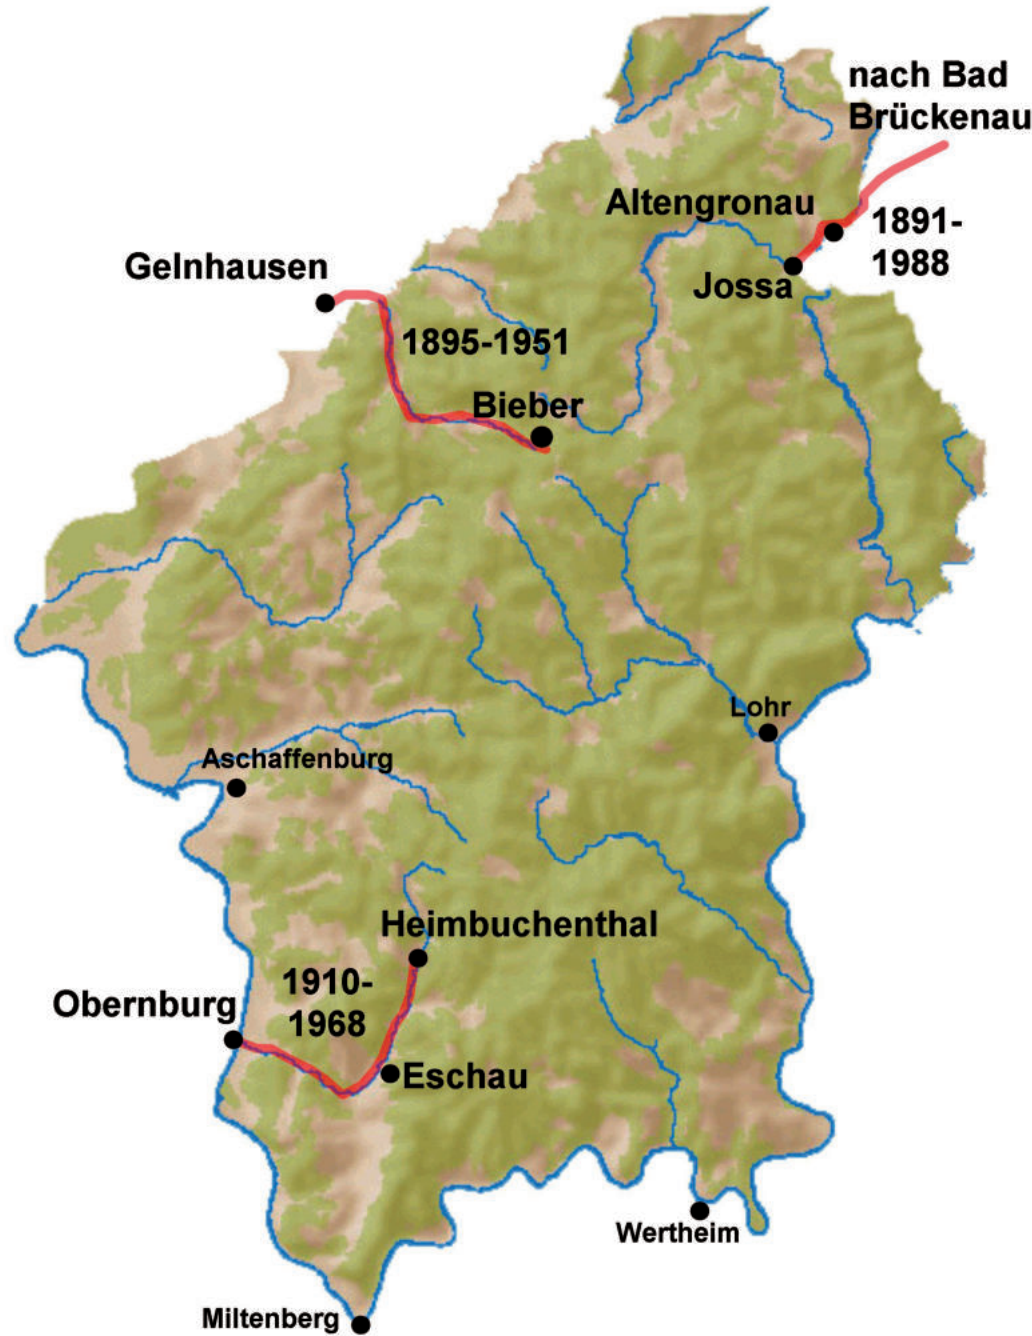 nach Bad
Brückenau
Altengronau
1891-
1988
Gelnhausen
Jossa
1895-1951
Bieber
Lohr
Aschaffenburg
Heimbuchenthal
1910-
1968
Obernburg
Eschau
Wertheim
Miltenberg